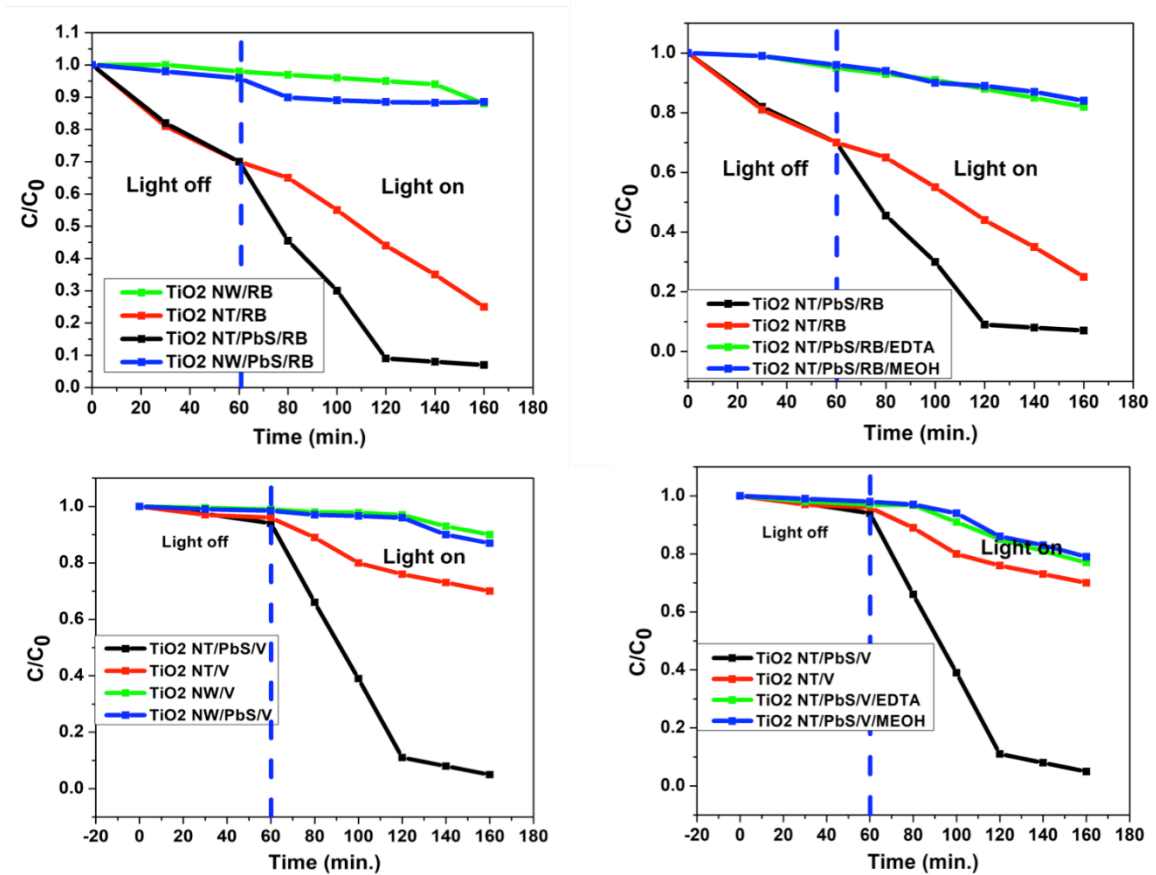 1.1
1.0
0.9
0.8
0.7
0.6
0.5
0.4
0.3
0.2
0.1
0.0
C/C0
Light off
Light on
TiO2 NW/RB
TiO2 NT/RB
TiO2 NT/PbS/RB
TiO2 NW/PbS/RB
0 20 40 60 80 100 120 140 160 180
Time (min.)
1.0
0.8
0.6
0.4
0.2
0.0
C/C0
Light off
Light on
TiO2 NT/PbS/RB
TiO2 NT/RB
TiO2 NT/PbS/RB/EDTA
TiO2 NT/PbS/RB/MEOH
0 20 40 60 80 100 120 140 160 180
Time (min.)
1.0
0.8
0.6
0.4
0.2
0.0
C/C0
Light off
Light on
TiO2 NT/PbS/V
TiO2 NT/V
TiO2 NW/V
TiO2 NW/PbS/V
-20 0 20 40 60 80 100 120 140 160 180
Time (min.)
1.0
0.8
0.6
0.4
0.2
0.0
C/C0
Light off
Light on
TiO2 NT/PbS/V
TiO2 NT/V
TiO2 NT/PbS/V/EDTA
TiO2 NT/PbS/V/MEOH
-20 0 20 40 60 80 100 120 140 160 180
Time (min.)